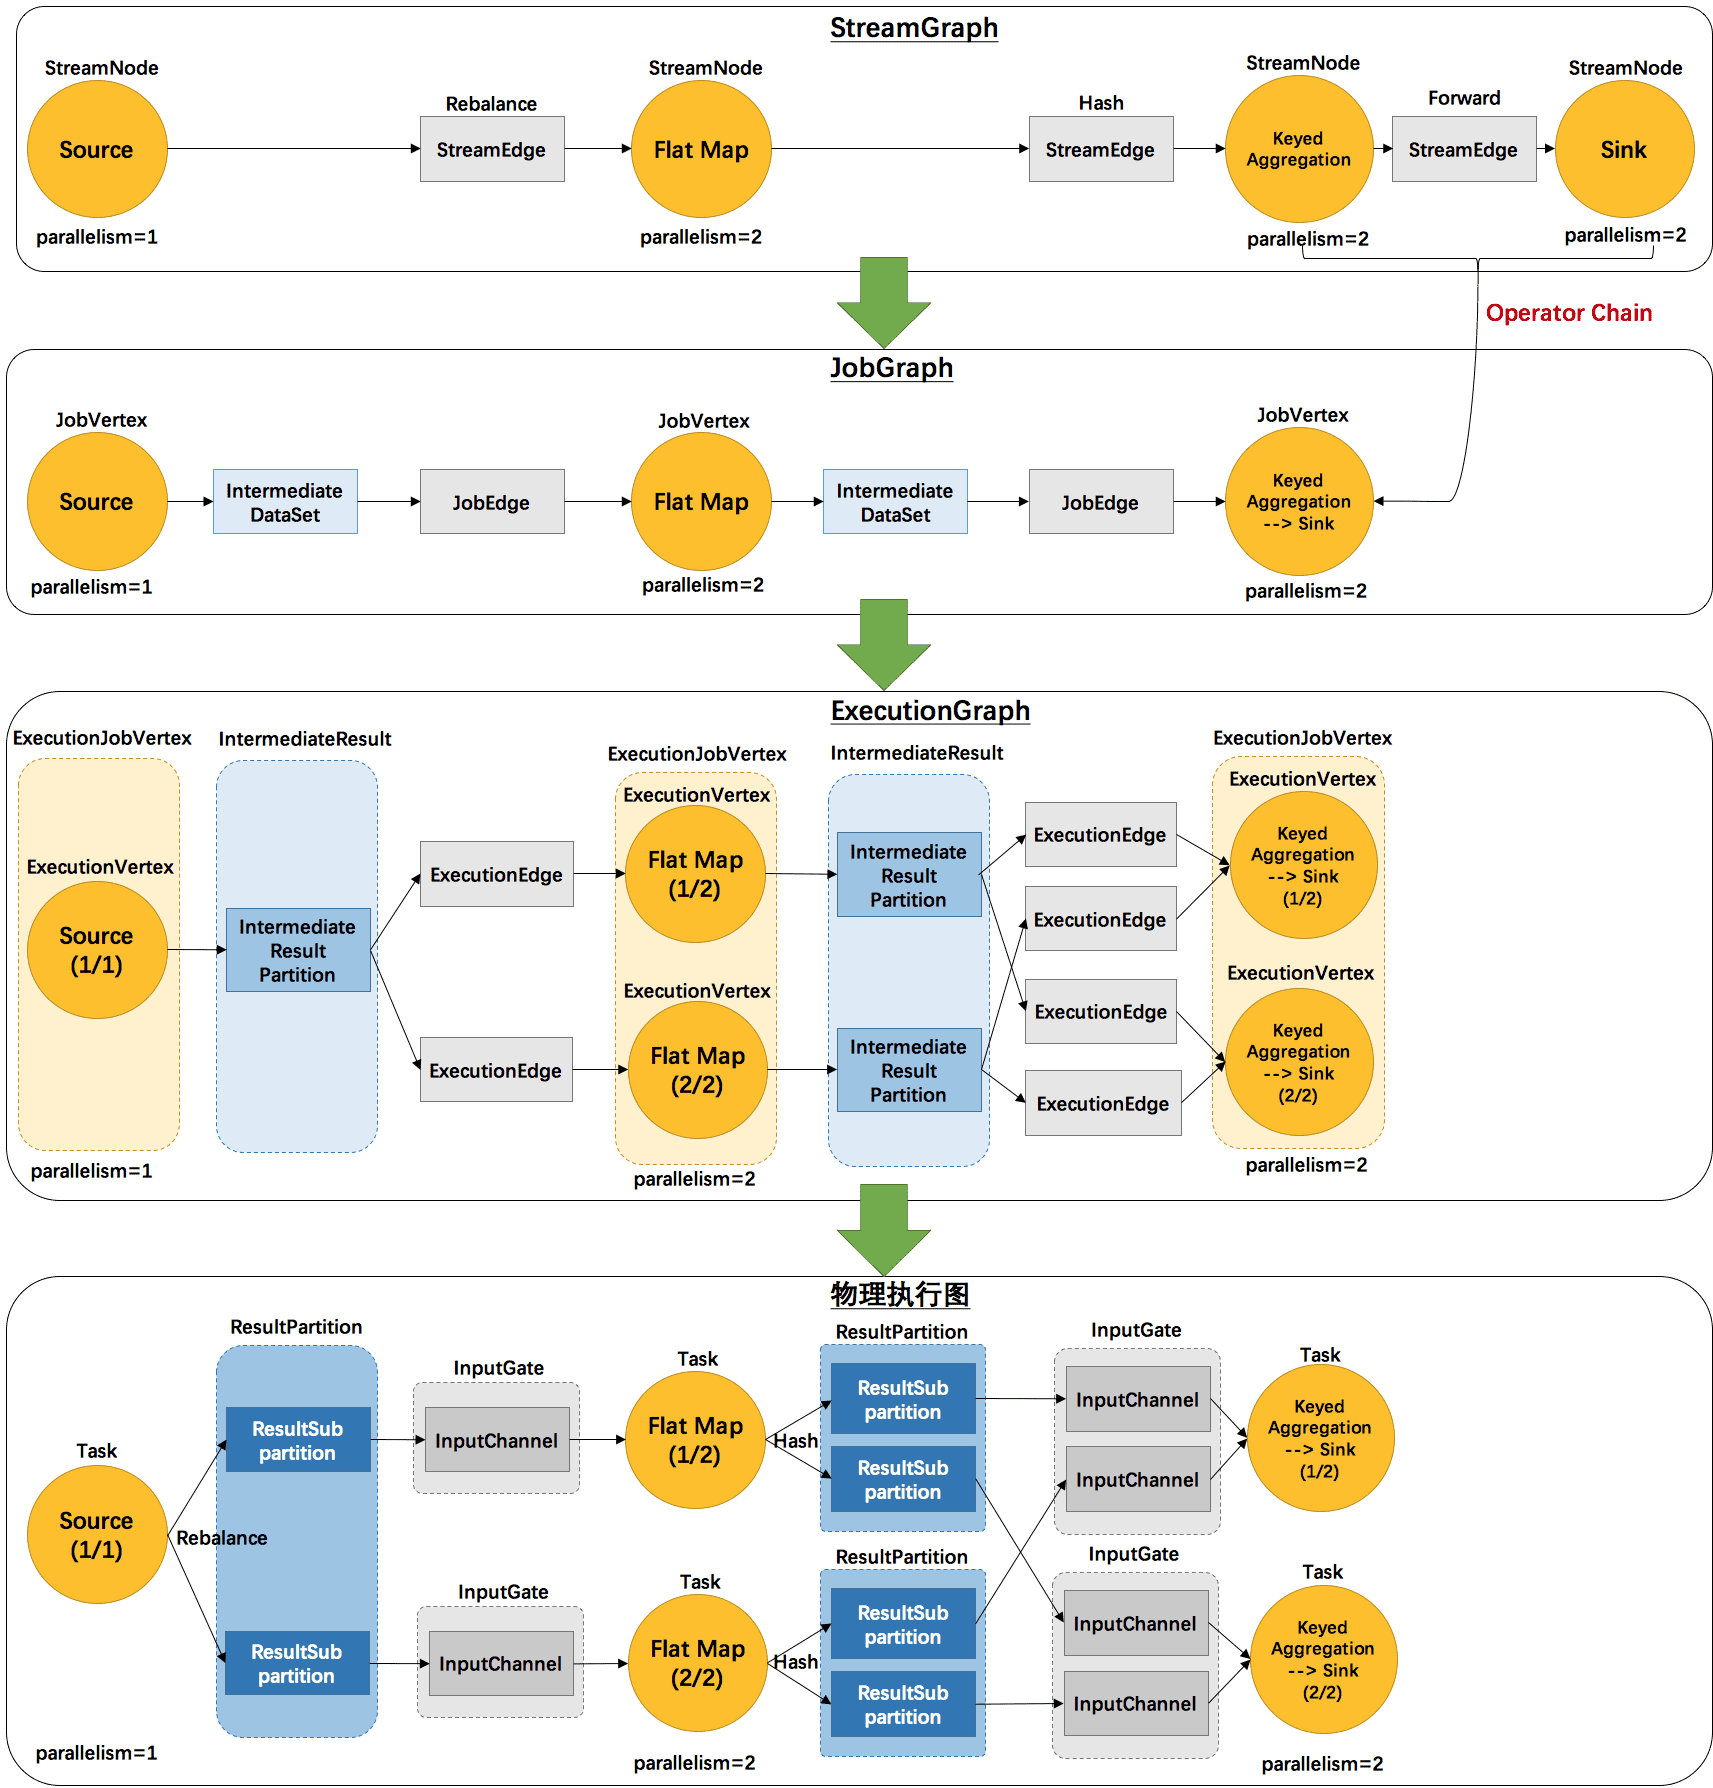 StreamGraph
StreamNode
StreamNode
StreamNode
StreamNode
Rebalance
Hash
Forward
Source
StreamEdge
Flat Map
StreamEdge
Keyed
Aggregation
StreamEdge
Sink
parallelism=1
parallelism=2
parallelism=2
parallelism=2
Operator Chain
JobGraph
JobVertex
JobVertex
JobVertex
Source
Intermediate
DataSet
JobEdge
Flat Map
Intermediate
DataSet
JobEdge
Keyed
Aggregation
--> Sink
parallelism=1
parallelism=2
parallelism=2
ExecutionGraph
ExecutionJobVertex
IntermediateResult
ExecutionJobVertex
IntermediateResult
ExecutionJobVertex
ExecutionVertex
Source
(1/1)
Intermediate
Result
Partition
ExecutionEdge
ExecutionEdge
ExecutionVertex
Flat Map
(1/2)
ExecutionVertex
Flat Map
(2/2)
Intermediate
Result
Partition
Intermediate
Result
Partition
ExecutionEdge
ExecutionEdge
ExecutionEdge
ExecutionEdge
ExecutionVertex
Keyed
Aggregation
--> Sink
(1/2)
ExecutionVertex
Keyed
Aggregation
--> Sink
(2/2)
parallelism=1
parallelism=2
parallelism=2
物理执行图
Task
Source
(1/1)
Rebalance
ResultPartition
ResultSub
partition
ResultSub
partition
InputGate
InputChannel
InputGate
InputChannel
Task
Flat Map
(1/2)
Hash
Task
Flat Map
(2/2)
Hash
ResultPartition
ResultSub
partition
ResultSub
partition
ResultPartition
ResultSub
partition
ResultSub
partition
InputGate
InputChannel
InputChannel
InputGate
InputChannel
InputChannel
Task
Keyed
Aggregation
--> Sink
(1/2)
Task
Keyed
Aggregation
--> Sink
(2/2)
parallelism=1
parallelism=2
parallelism=2